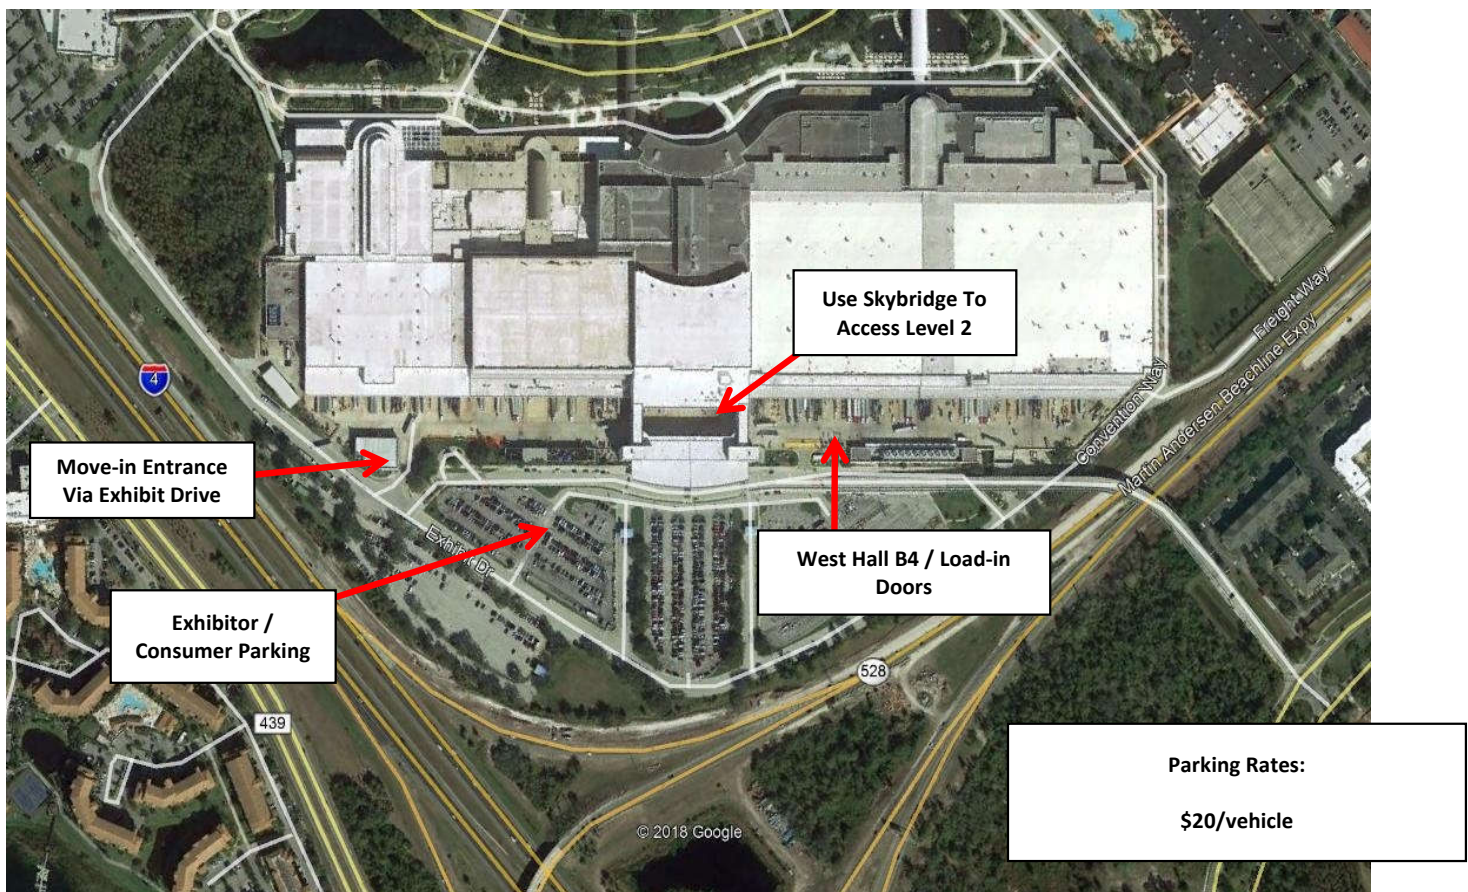 Use Skybridge To
Access Level 2
Freight Way
4
Convention Way
Martin Andersen Beachline Expy
Move-in Entrance
Via Exhibit Drive
Exhibit Dr
West Hall B4 / Load-in
Doors
Exhibitor /
Consumer Parking
528
439
Parking Rates:
$20/vehicle
© 2018 Google